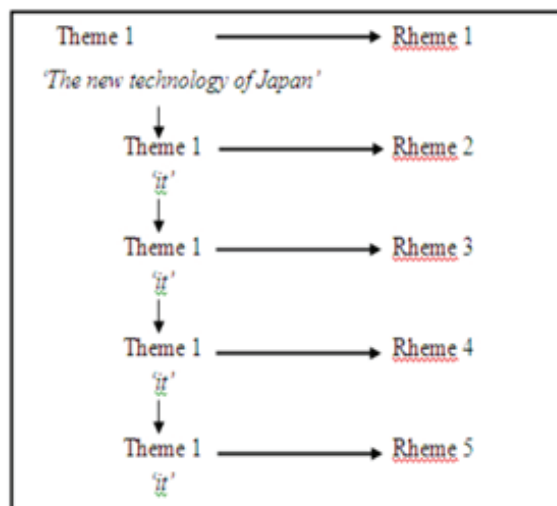 Theme 1 Rheme 1
‘The new technology of Japan’
Theme 1 Rheme 2
‘it’
Theme 1 Rheme 3
‘it’
Theme 1 Rheme 4
‘it’
Theme 1 Rheme 5
‘it’